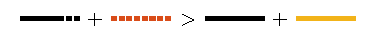 + > +